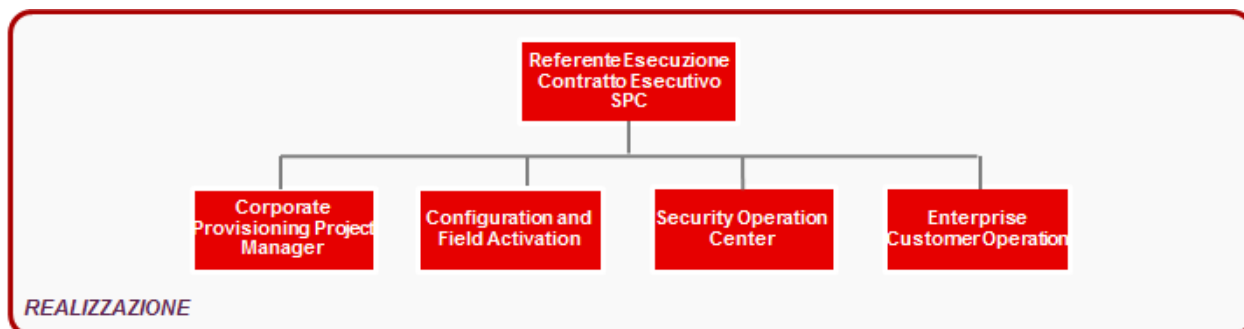 Referente Esecuzione
Contratto Esecutivo
SPC
Corporate
Provisioning Project
Manager
Configuration and
Field Activation
Security Operation
Center
Enterprise
Customer Operation
REALIZZAZIONE